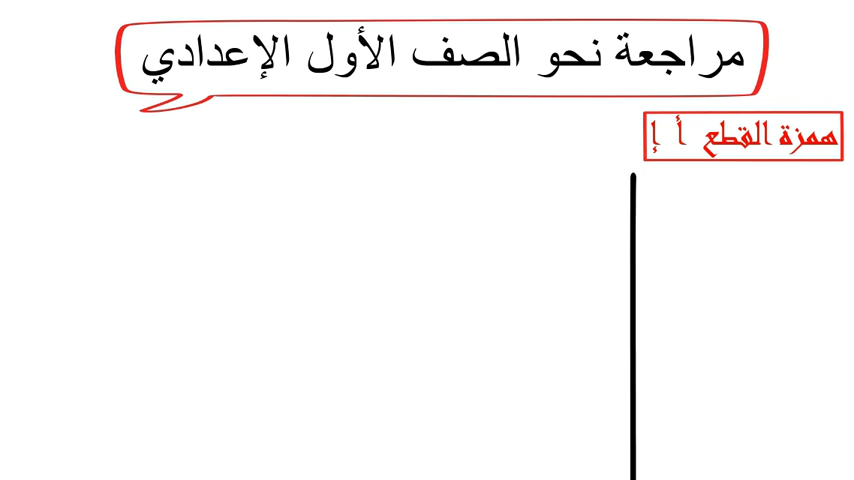 مراجعة نحو الصف الأول الإعدادي
همزة القطع أ إ